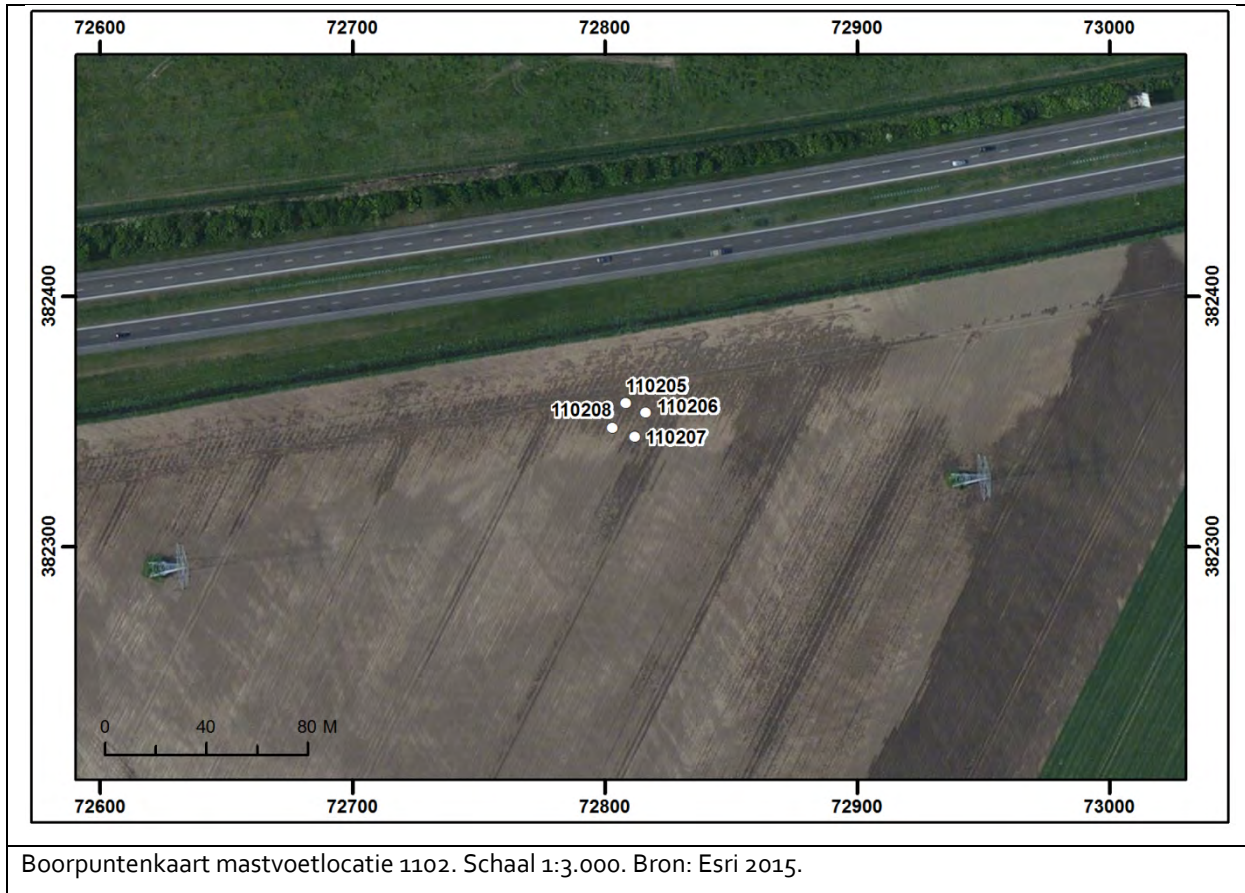 72600 72700 72800 72900 73000
382400 382400
110205
110208 110206
110207
382300 382300
0 40 80 M
72600 72700 72800 72900 73000
Boorpuntenkaart mastvoetlocatie 1102. Schaal 1:3.000. Bron: Esri 2015.